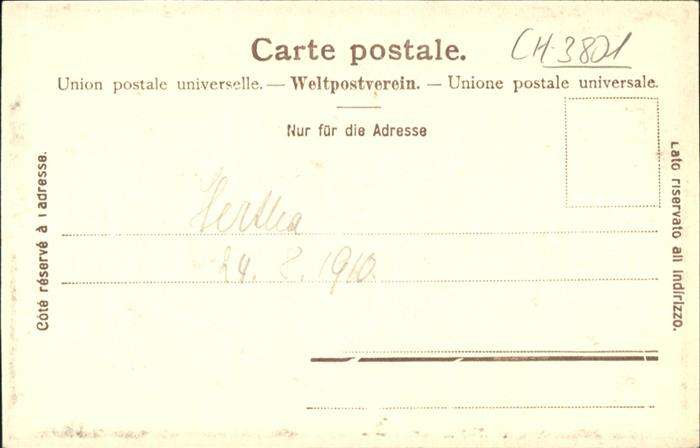 Carte postale.
CH-3801
Union postale universelle. — Weltpostverein. — Unione postale universale.
Nur für die Adresse
Côté réservé à l adresse.
Lato riservato all indirizzo.
Hertha
24. 8. 1910.